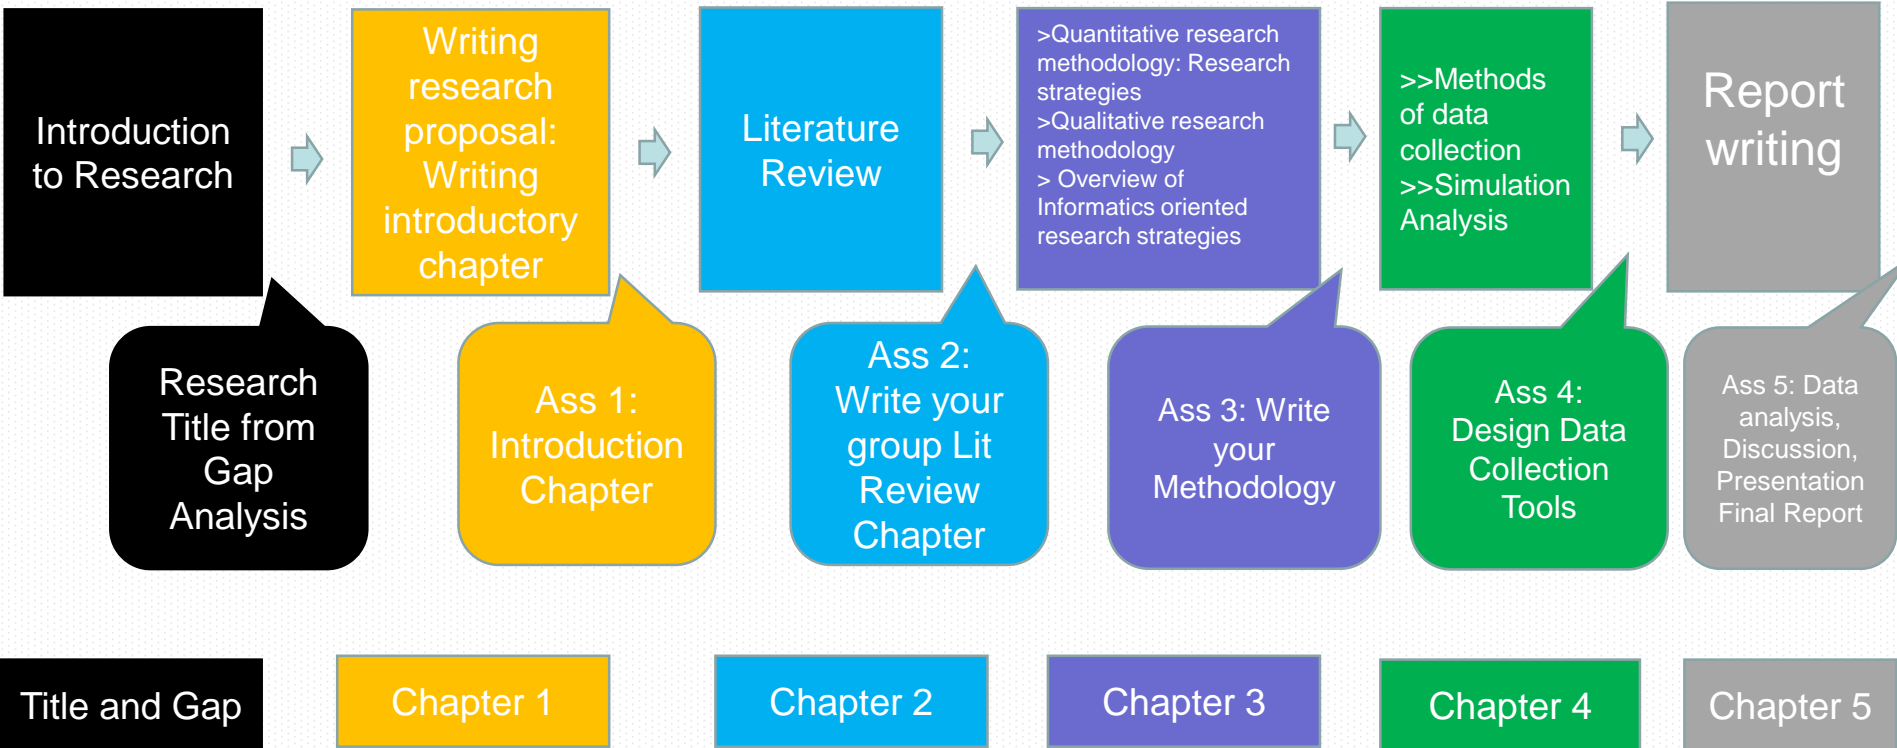 Introduction
to Research
Writing
research
proposal:
Writing
introductory
chapter
Literature
Review
>Quantitative research
methodology: Research
strategies
>Qualitative research
methodology
> Overview of
Informatics oriented
research strategies
>>Methods
of data
collection
>>Simulation
Analysis
Report
writing
Research
Title from
Gap
Analysis
Ass 1:
Introduction
Chapter
Ass 2:
Write your
group Lit
Review
Chapter
Ass 3: Write
your
Methodology
Ass 4:
Design Data
Collection
Tools
Ass 5: Data
analysis,
Discussion,
Presentation
Final Report
Title and Gap
Chapter 1
Chapter 2
Chapter 3
Chapter 4
Chapter 5